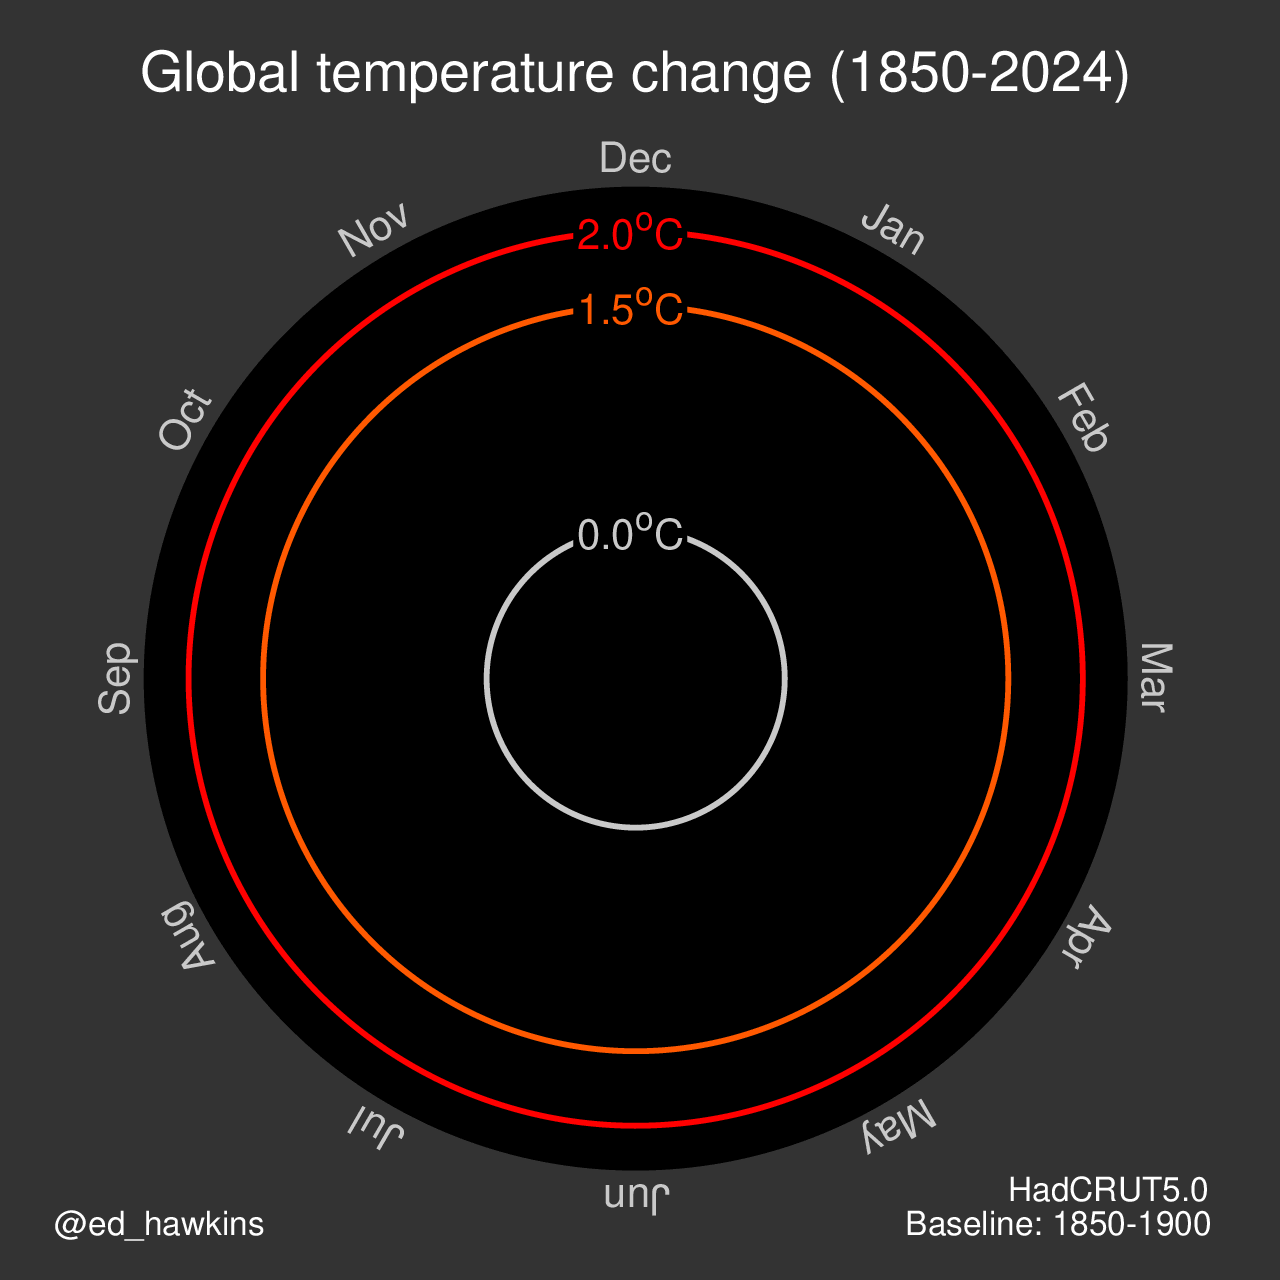 Global temperature change (1850-2024)
Dec
Nov
Jan
2.0°C
1.5°C
Oct
Feb
0.0°C
Sep
Mar
Aug
Apr
Jul
May
Jun
HadCRUT5.0
@ed_hawkins
Baseline: 1850-1900